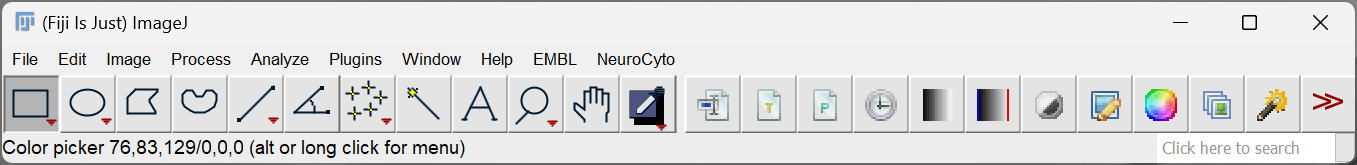 (Fiji Is Just) ImageJ
File Edit Image Process Analyze Plugins Window Help EMBL NeuroCyto
A T P >>
Color picker 76,83,129/0,0,0 (alt or long click for menu) Click here to search